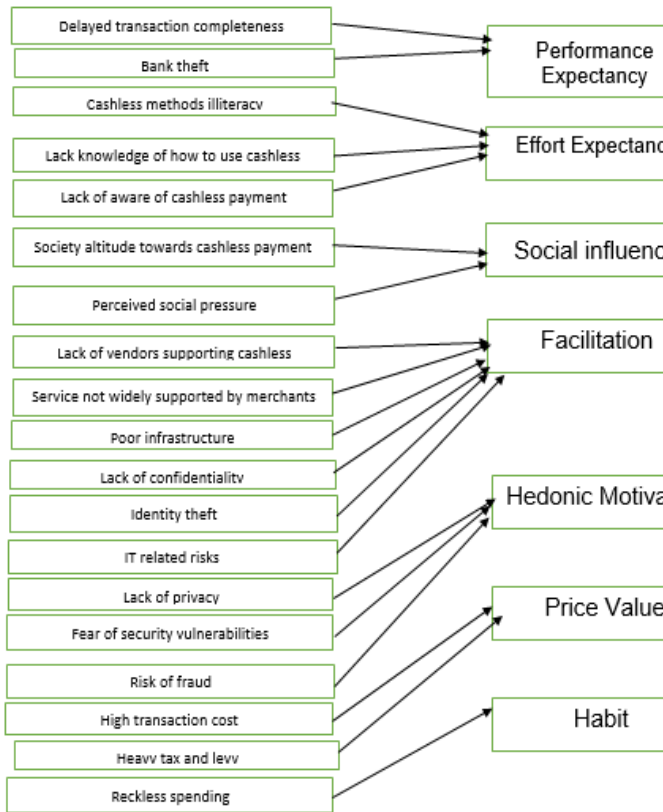 Delayed transaction completeness
Bank theft
Cashless methods illiteracy
Lack knowledge of how to use cashless
Lack of aware of cashless payment
Society altitude towards cashless payment
Perceived social pressure
Lack of vendors supporting cashless
Service not widely supported by merchants
Poor infrastructure
Lack of confidentiality
Identity theft
IT related risks
Lack of privacy
Fear of security vulnerabilities
Risk of fraud
High transaction cost
Heavy tax and levy
Reckless spending
Performance
Expectancy
Effort Expectanc
Social influenc
Facilitation
Hedonic Motiva
Price Value
Habit